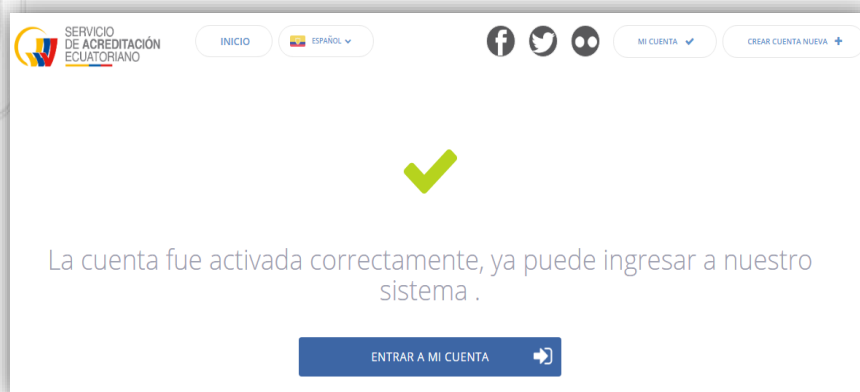 SERVICIO
DE ACREDITACIÓN
ECUATORIANO
INICIO
ESPAÑOL
MI CUENTA
CREAR CUENTA NUEVA
La cuenta fue activada correctamente, ya puede ingresar a nuestro
sistema .
ENTRAR A MI CUENTA